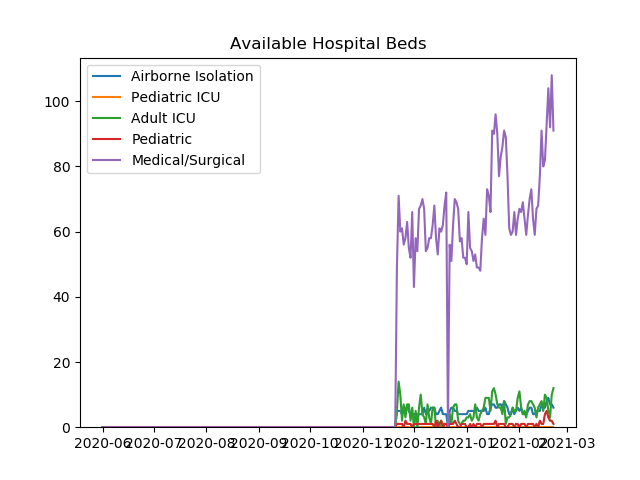 Available Hospital Beds
Airborne Isolation
Pediatric ICU
Adult ICU
Pediatric
Medical/Surgical
100
80
60
40
20
0
2020-06 2020-07 2020-08 2020-09 2020-10 2020-11 2020-12 2021-01 2021-02 2021-03